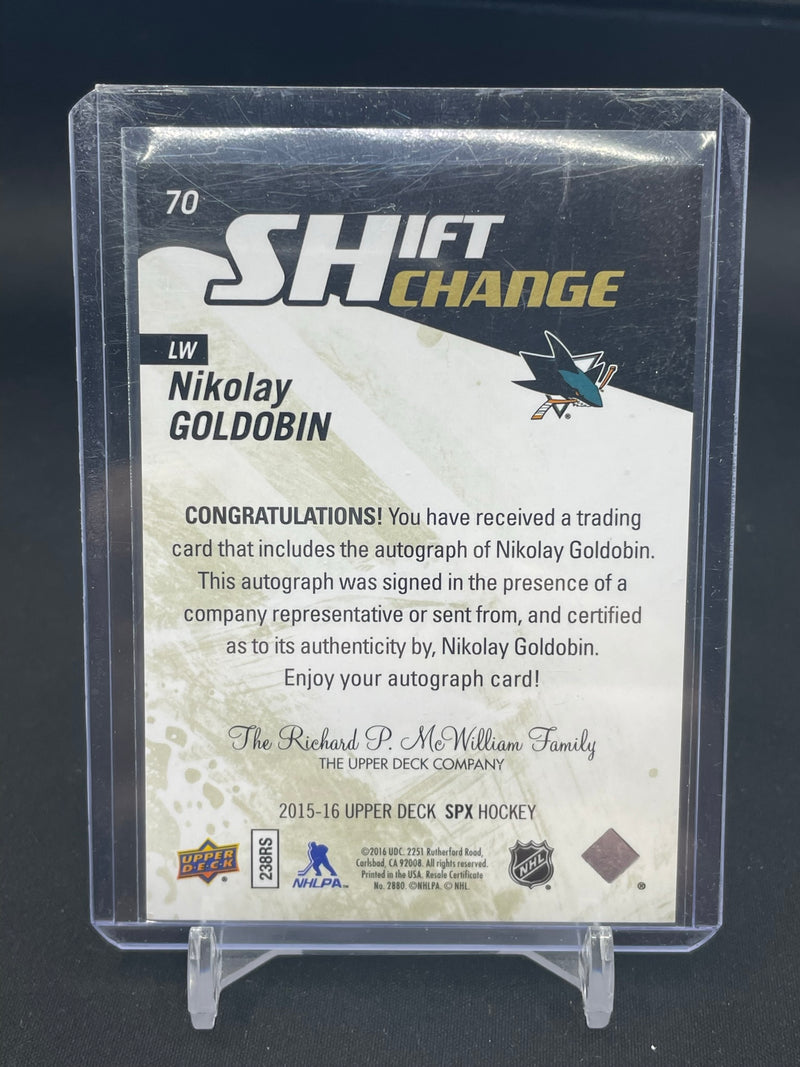 70
SHIFT
CHANGE
LW
Nikolay
GOLDOBIN
CONGRATULATIONS! You have received a trading
card that includes the autograph of Nikolay Goldobin.
This autograph was signed in the presence of a
company representative or sent from, and certified
as to its authenticity by, Nikolay Goldobin.
Enjoy your autograph card!
The Richard P. McWilliam Family
THE UPPER DECK COMPANY
2015-16 UPPER DECK SPX HOCKEY
UPPER
DECK
238RS
NHLPA
©2016 UDC. 2251 Rutherford Road,
Carlsbad, CA 92008. All rights reserved.
Printed in the USA. Resale Certificate
No. 2880. ©NHLPA. © NHL.
NHL
®